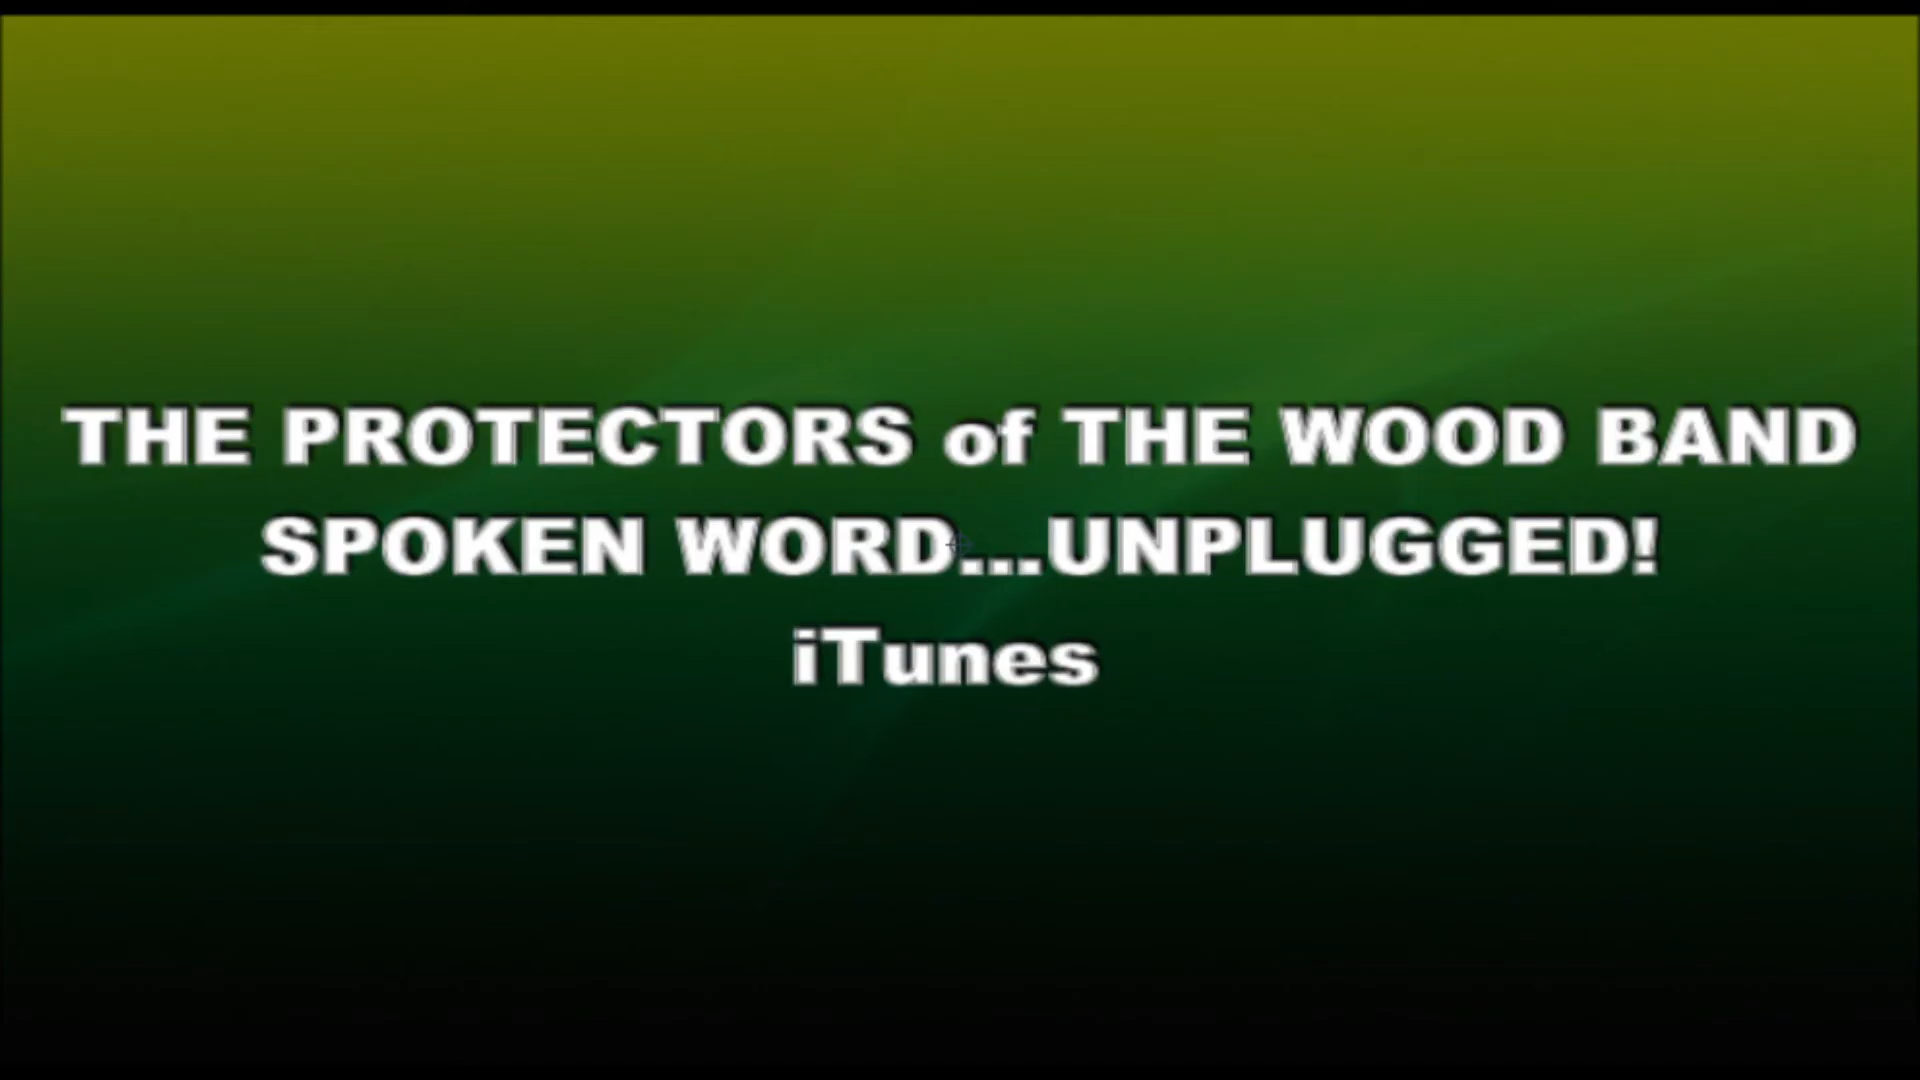 THE PROTECTORS of THE WOOD BAND
SPOKEN WORD...UNPLUGGED!
iTunes